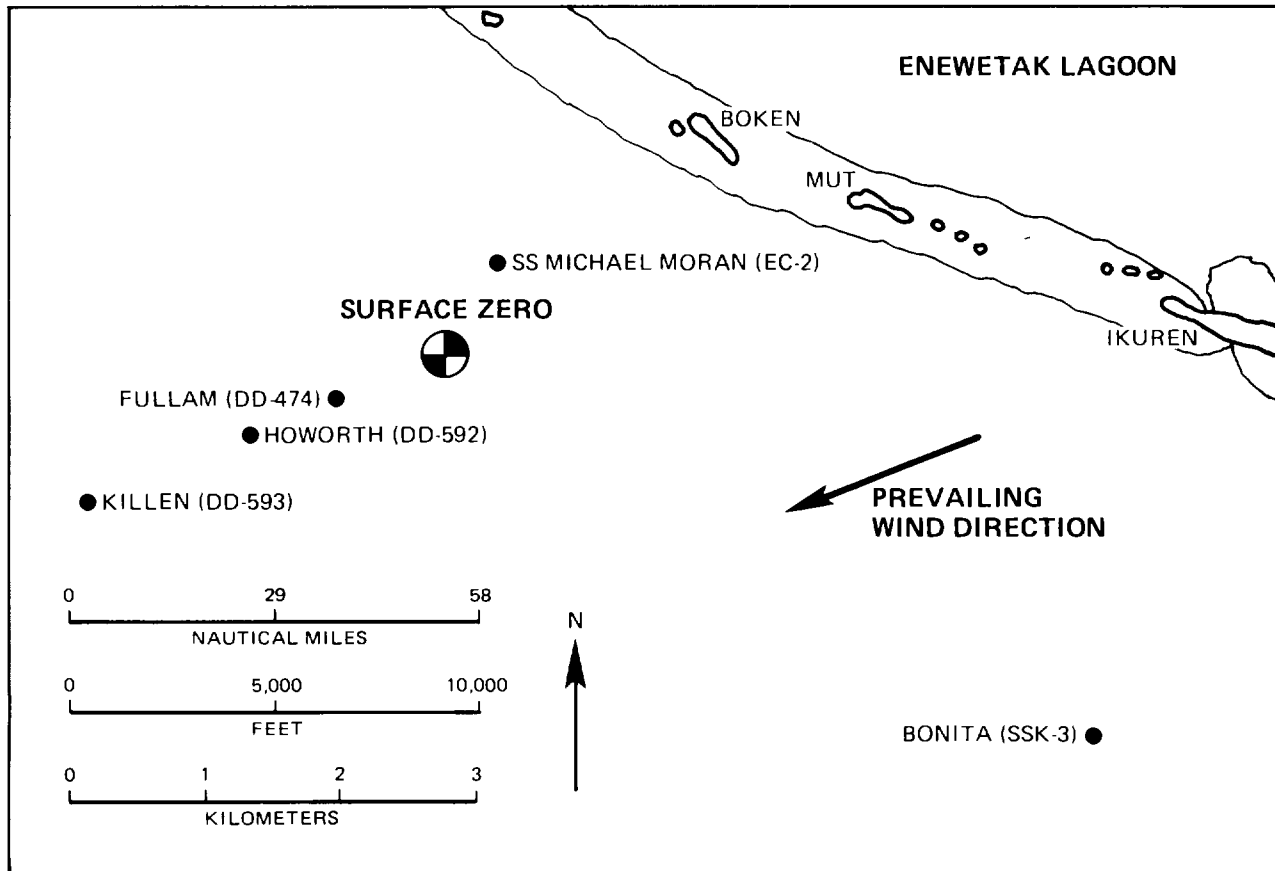 ENEWETAK LAGOON
BOKEN
MUT
SS MICHAEL MORAN (EC-2)
SURFACE ZERO
IKUREN
FULLAM (DD-474)
HOWORTH (DD-592)
KILLEN (DD-593)
PREVAILING
WIND DIRECTION
0 29 58
NAUTICAL MILES
N
0 5,000 10,000
FEET
BONITA (SSK-3)
0 1 2 3
KILOMETERS